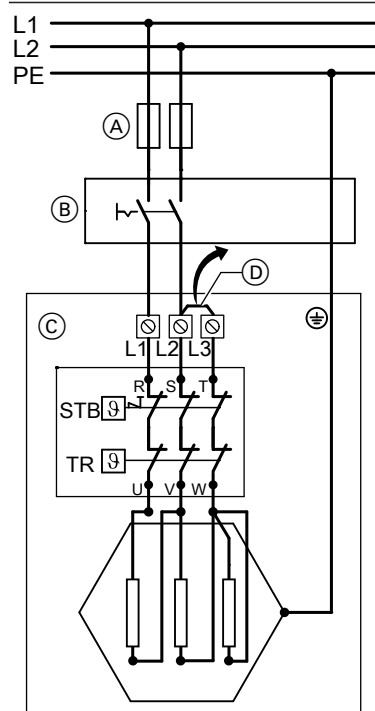 L1
L2
PE
A
B
D
C
L1 L2 L3
R S T
STB ϑ
TR ϑ
U V W